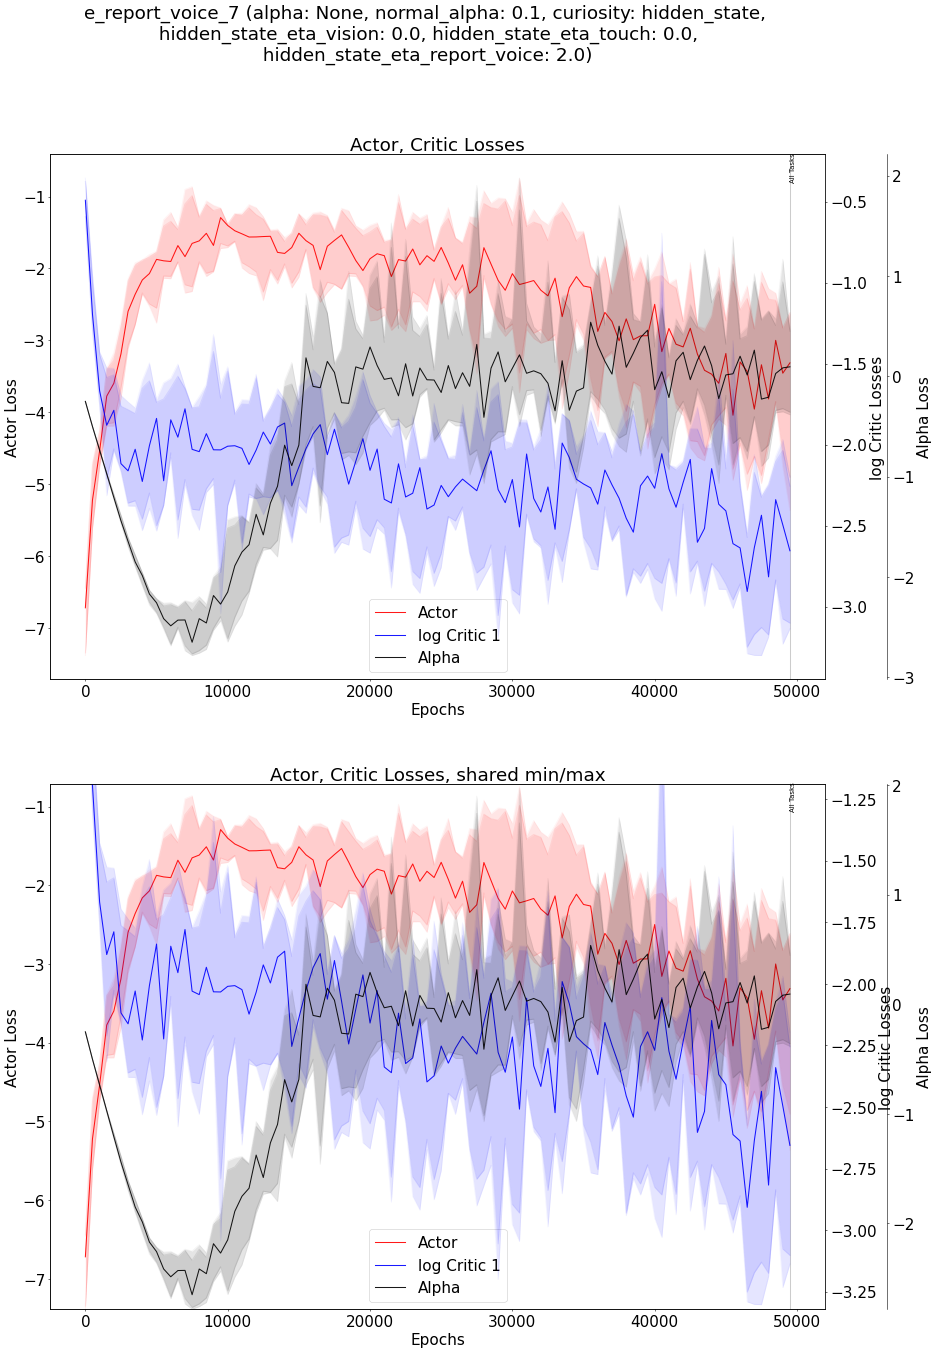 e_report_voice_7 (alpha: None, normal_alpha: 0.1, curiosity: hidden_state,
hidden_state_eta_vision: 0.0, hidden_state_eta_touch: 0.0,
hidden_state_eta_report_voice: 2.0)
Actor, Critic Losses
All Tasks
−1
−2
−3
−4
−5
−6
−7
Actor Loss
−0.5
−1.0
−1.5
−2.0
−2.5
−3.0
log Critic Losses
2
1
0
−1
−2
−3
Alpha Loss
Actor
log Critic 1
Alpha
0 10000 20000 30000 40000 50000
Epochs
Actor, Critic Losses, shared min/max
All Tasks
−1
−2
−3
−4
−5
−6
−7
Actor Loss
−1.25
−1.50
−1.75
−2.00
−2.25
−2.50
−2.75
−3.00
−3.25
log Critic Losses
2
1
0
−1
−2
Alpha Loss
Actor
log Critic 1
Alpha
0 10000 20000 30000 40000 50000
Epochs